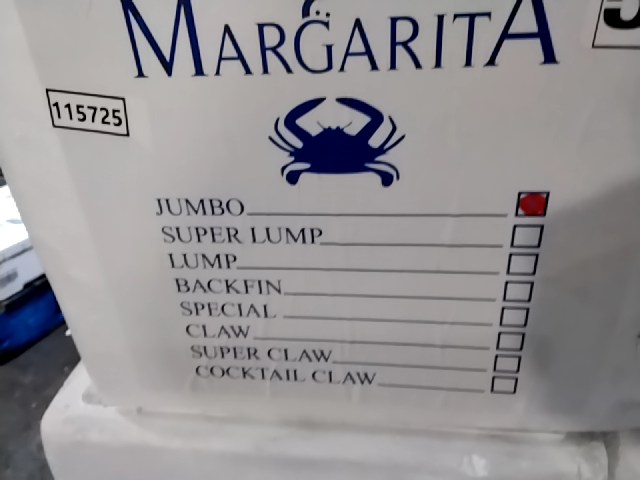 MARGARITA
115725
JUMBO
SUPER LUMP
LUMP
BACKFIN
SPECIAL
CLAW
SUPER CLAW
COCKTAIL CLAW